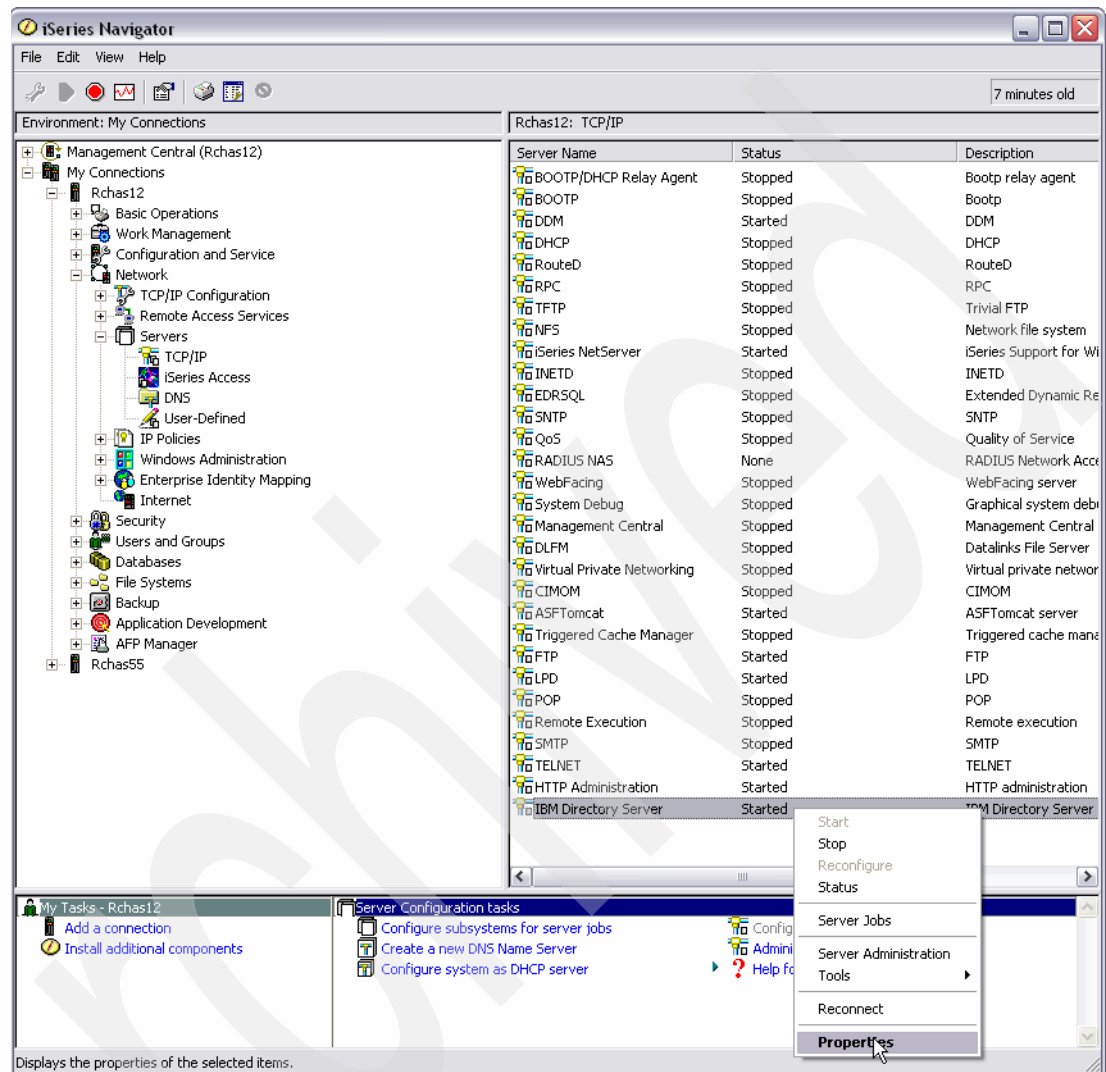 iSeries Navigator
File Edit View Help
7 minutes old
Environment: My Connections
Rchas12: TCP/IP
Management Central (Rchas12)
My Connections
Rchas12
Basic Operations
Work Management
Configuration and Service
Network
TCP/IP Configuration
Remote Access Services
Servers
TCP/IP
iSeries Access
DNS
User-Defined
IP Policies
Windows Administration
Enterprise Identity Mapping
Internet
Security
Users and Groups
Databases
File Systems
Backup
Application Development
AFP Manager
Rchas55
Server Name Status Description
BOOTP/DHCP Relay Agent Stopped Bootp relay agent
BOOTP Stopped Bootp
DDM Started DDM
DHCP Stopped DHCP
RouteD Stopped RouteD
RPC Stopped RPC
TFTP Stopped Trivial FTP
NFS Stopped Network file system
iSeries NetServer Started iSeries Support for Wi
INETD Stopped INETD
EDRSQL Stopped Extended Dynamic Re
SNTP Stopped SNTP
QoS Stopped Quality of Service
RADIUS NAS None RADIUS Network Acce
WebFacing Stopped WebFacing server
System Debug Stopped Graphical system deb
Management Central Stopped Management Central
DLFM Stopped Datalinks File Server
Virtual Private Networking Stopped Virtual private networ
CIMOM Stopped CIMOM
ASFTomcat Started ASFTomcat server
Triggered Cache Manager Stopped Triggered cache mana
FTP Started FTP
LPD Started LPD
POP Stopped POP
Remote Execution Stopped Remote execution
SMTP Stopped SMTP
TELNET Started TELNET
HTTP Administration Started HTTP administration
IBM Directory Server Started IBM Directory Server
Start
Stop
Reconfigure
Status
Server Jobs
Server Administration
Tools
Reconnect
Properties
My Tasks - Rchas12
Add a connection
Install additional components
Server Configuration tasks
Configure subsystems for server jobs
Create a new DNS Name Server
Configure system as DHCP server
Config
Admini
Help fo
Displays the properties of the selected items.
rchived